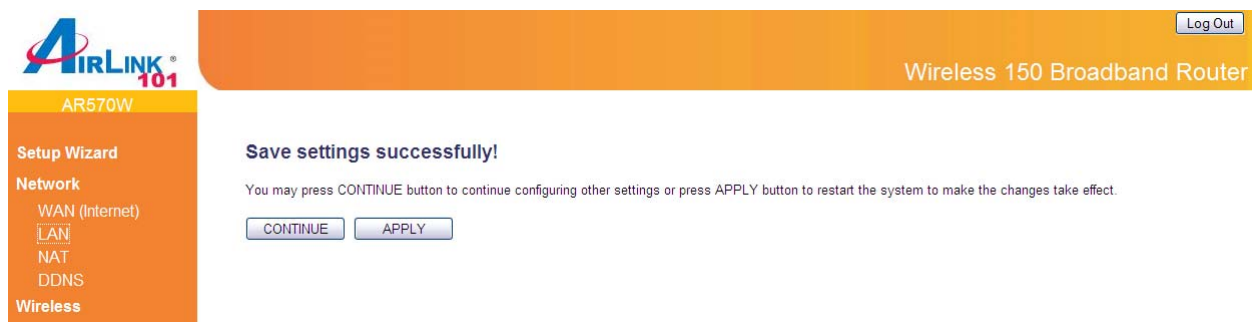 Log Out
AIRLINK®
101
Wireless 150 Broadband Router
AR570W
Setup Wizard
Network
WAN (Internet)
LAN
NAT
DDNS
Wireless
Save settings successfully!
You may press CONTINUE button to continue configuring other settings or press APPLY button to restart the system to make the changes take effect.
CONTINUE APPLY